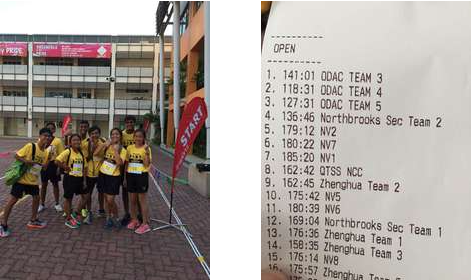 PRIDE
START
OPEN
1. 141:01 ODAC TEAM 3
2. 118:31 ODAC TEAM 4
3. 127:31 ODAC TEAM 5
4. 136:46 Northbrooks Sec Team 2
5. 179:12 NV2
6. 180:22 NV7
7. 185:20 NV1
8. 162:42 QTSS NCC
9. 162:45 Zhenghua Team 2
10. 175:42 NV5
11. 180:39 NV6
12. 169:04 Northbrooks Sec Team 1
13. 176:36 Zhenghua Team 1
14. 158:35 Zhenghua Team 3
15. 176:14 NV8
175:57 Zhenghua Team